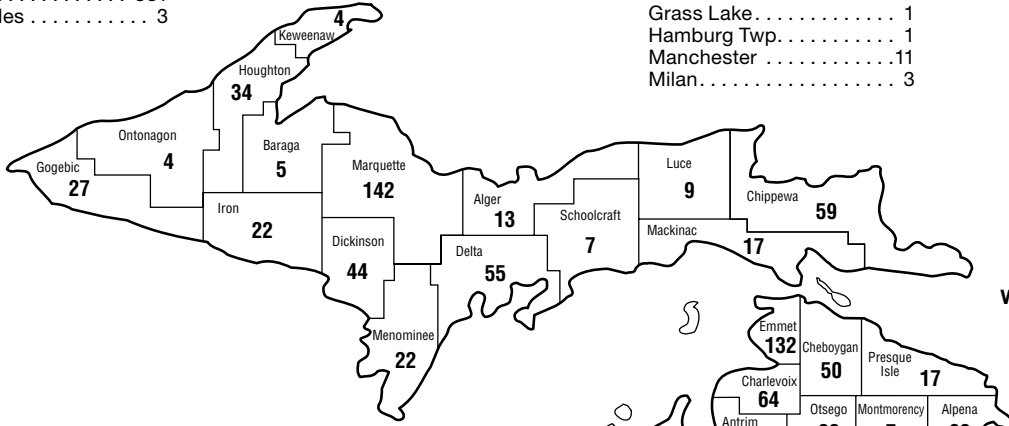 les . . . . . . . . . . . 3
Grass Lake. . . . . . . . . . . . 1
Hamburg Twp. . . . . . . . . . 1
Manchester . . . . . . . . . . . .11
Milan. . . . . . . . . . . . . . . . . 3
4
Keweenaw
Houghton
34
Ontonagon
4
Baraga
5
Gogebic
27
Marquette
142
Iron
22
Dickinson
44
Alger
13
Delta
55
Schoolcraft
7
Luce
9
Mackinac
17
Chippewa
59
Menominee
22
Emmet
132
Cheboygan
50
Presque
Isle
17
Charlevoix
64
Antrim
Otsego
Montmorency
Alpena